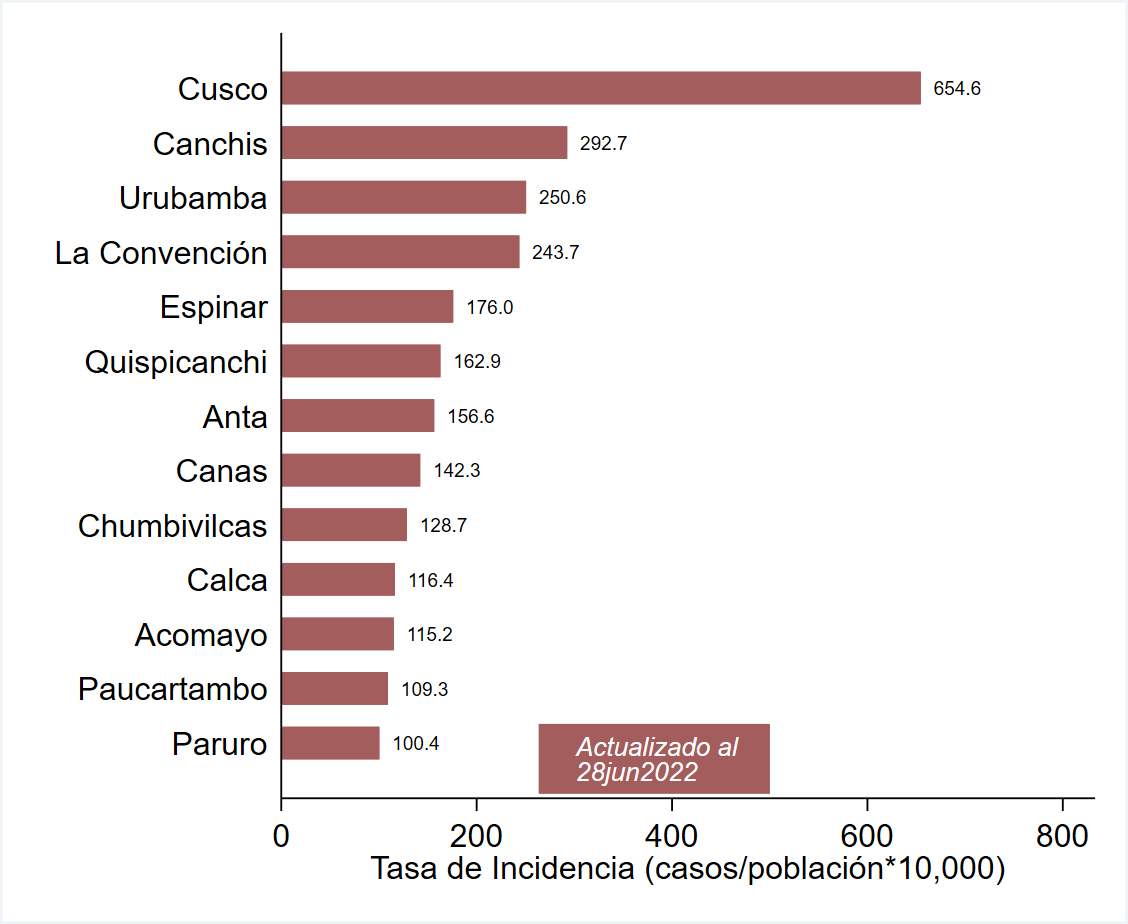 Cusco 654.6
Canchis 292.7
Urubamba 250.6
La Convención 243.7
Espinar 176.0
Quispicanchi 162.9
Anta 156.6
Canas 142.3
Chumbivilcas 128.7
Calca 116.4
Acomayo 115.2
Paucartambo 109.3
Paruro 100.4
Actualizado al
28jun2022
0 200 400 600 800
Tasa de Incidencia (casos/población*10,000)